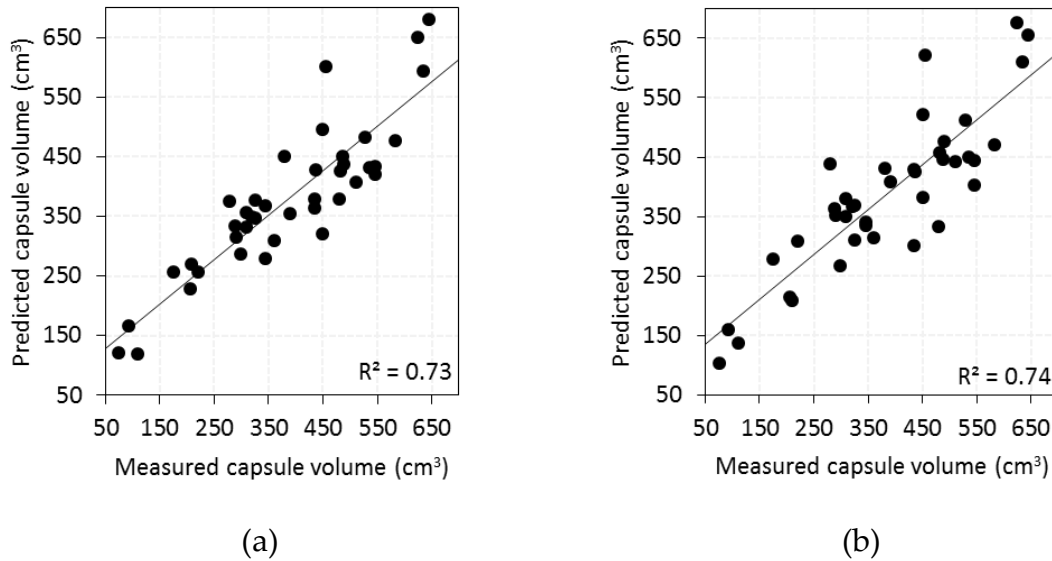 Predicted capsule volume (cm³)
650
550
450
350
250
150
50
R² = 0.73
50 150 250 350 450 550 650
Measured capsule volume (cm³)
(a)
Predicted capsule volume (cm³)
650
550
450
350
250
150
50
R² = 0.74
50 150 250 350 450 550 650
Measured capsule volume (cm³)
(b)